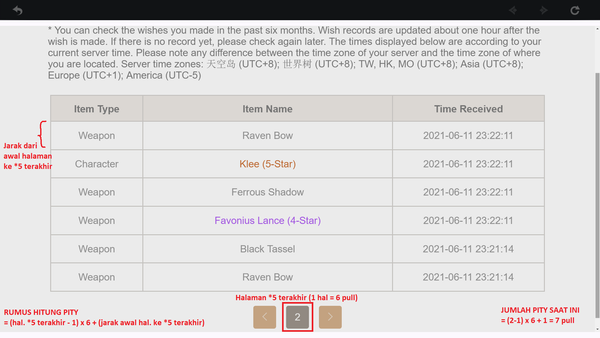 * You can check the wishes you made in the past six months. Wish records are updated about one hour after the
wish is made. If there is no record yet, please check again later. The times displayed below are according to your
current server time. Please note any difference between the time zone of your server and the time zone of where
you are located. Server time zones: 天空岛 (UTC+8); 世界树 (UTC+8); TW, HK, MO (UTC+8); Asia (UTC+8);
Europe (UTC+1); America (UTC-5)
Item Type Item Name Time Received
Weapon Raven Bow 2021-06-11 23:22:11
Jarak dari
awal halaman
ke *5 terakhir
Character Klee (5-Star) 2021-06-11 23:22:11
Weapon Ferrous Shadow 2021-06-11 23:22:11
Weapon Favonius Lance (4-Star) 2021-06-11 23:22:11
Weapon Black Tassel 2021-06-11 23:21:14
Weapon Raven Bow 2021-06-11 23:21:14
Halaman *5 terakhir (1 hal = 6 pull)
< 2 >
RUMUS HITUNG PITY
= (hal. *5 terakhir - 1) x 6 + (jarak awal hal. ke *5 terakhir)
JUMLAH PITY SAAT INI
= (2-1) x 6 + 1 = 7 pull